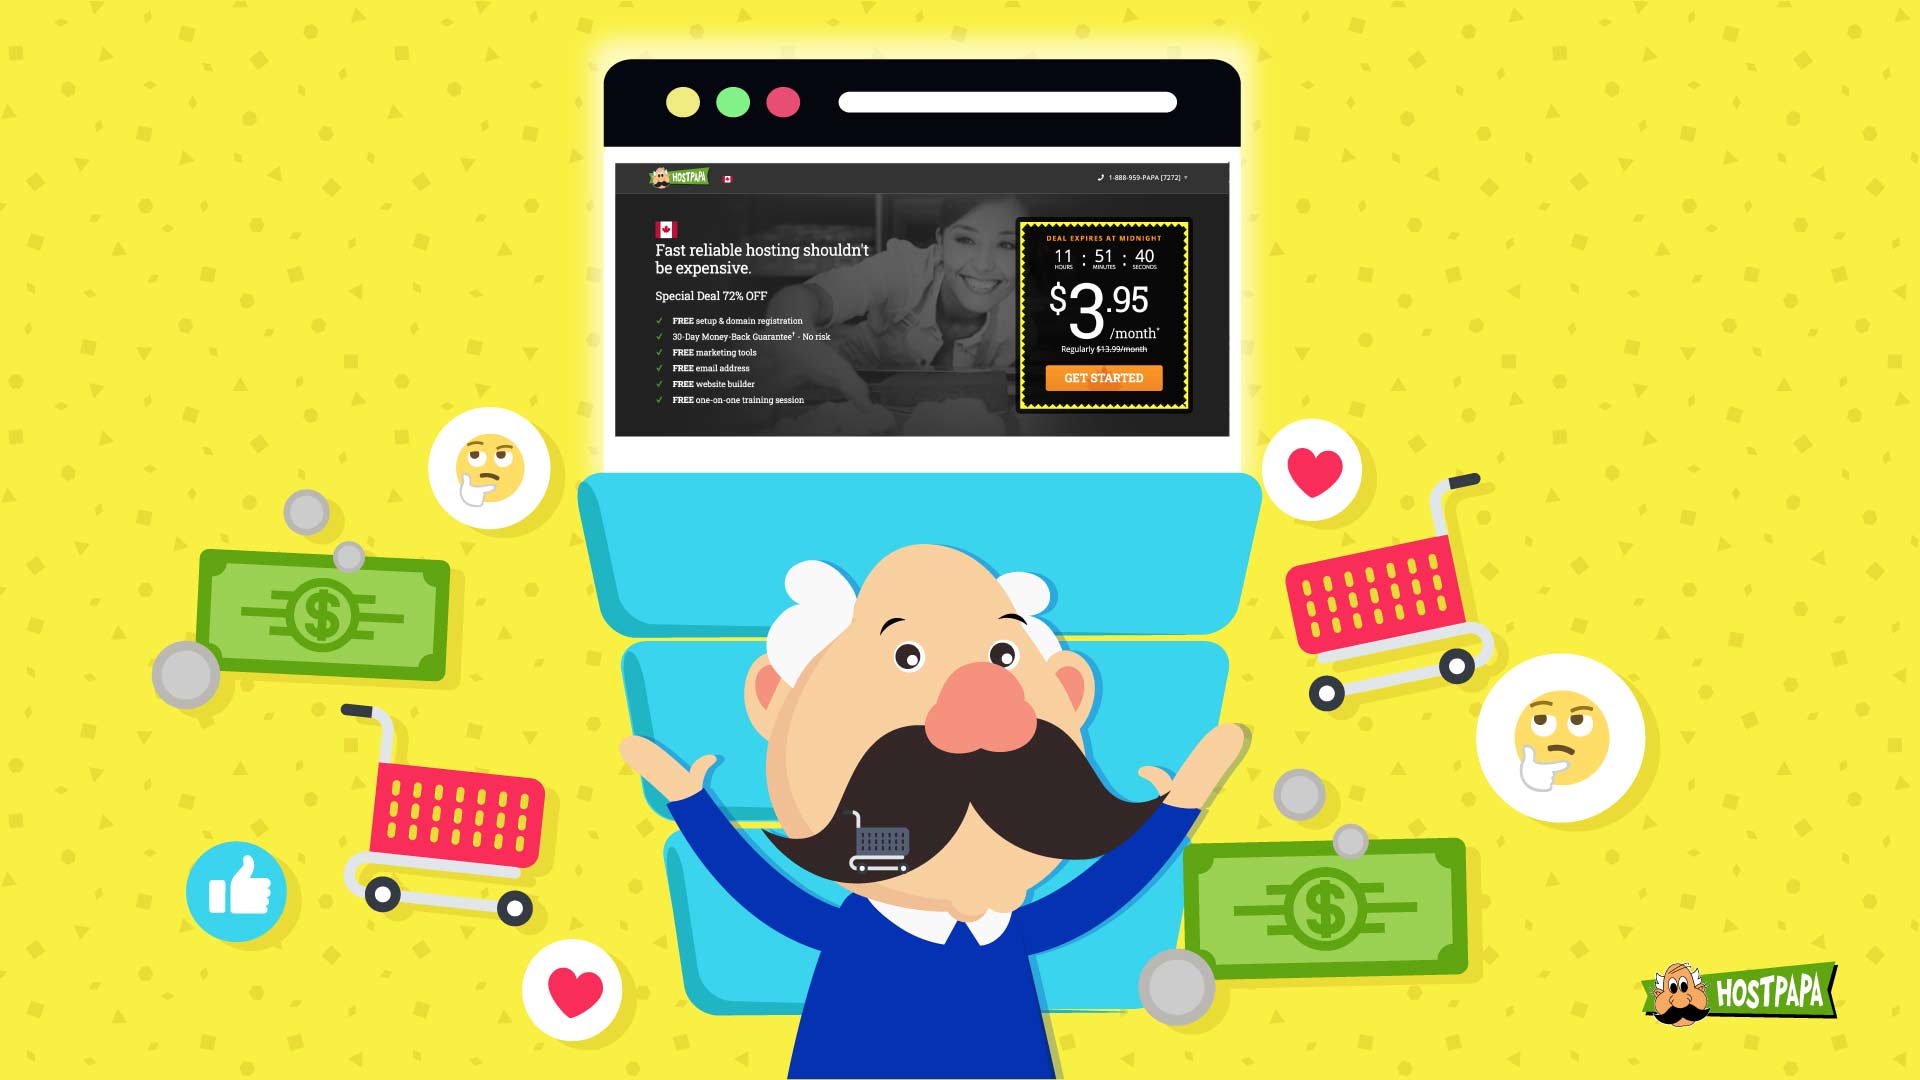 HOSTPAPA
1-888-959-PAPA [7272]
Fast reliable hosting shouldn't
be expensive.
Special Deal 72% OFF
FREE setup & domain registration
30-Day Money-Back Guarantee† - No risk
FREE marketing tools
FREE email address
FREE website builder
FREE one-on-one training session
DEAL EXPIRES AT MIDNIGHT
11 : 51 : 40
HOURS MINUTES SECONDS
$3.95
/month*
Regularly $13.99/month
GET STARTED
$
$
HOSTPAPA